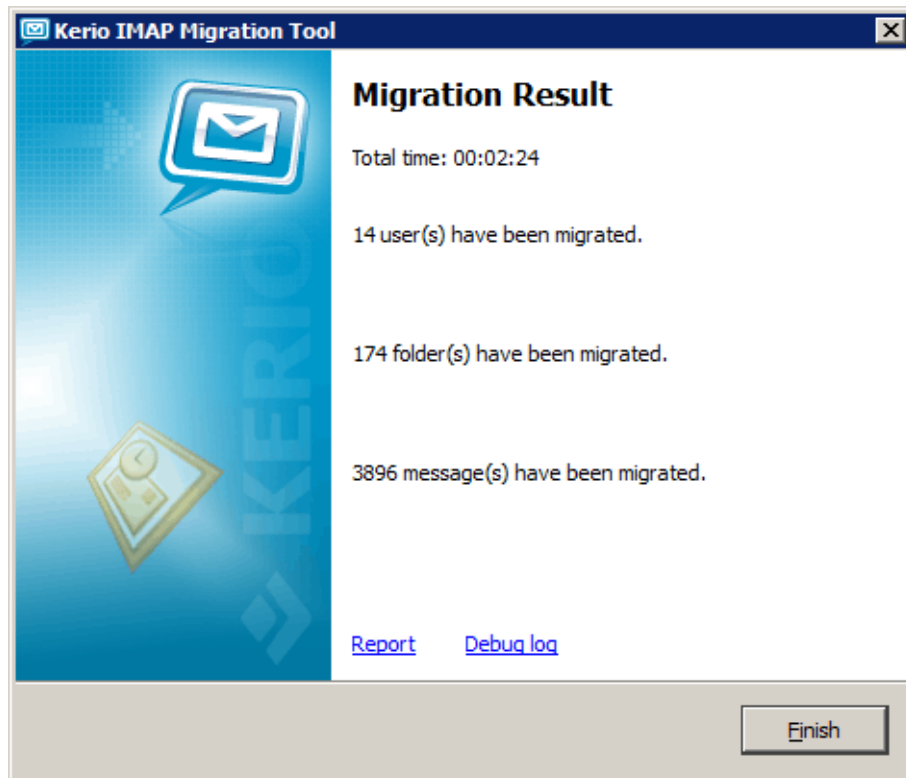 Kerio IMAP Migration Tool
Migration Result
Total time: 00:02:24
14 user(s) have been migrated.
174 folder(s) have been migrated.
3896 message(s) have been migrated.
KERIO
Report Debug log
Finish